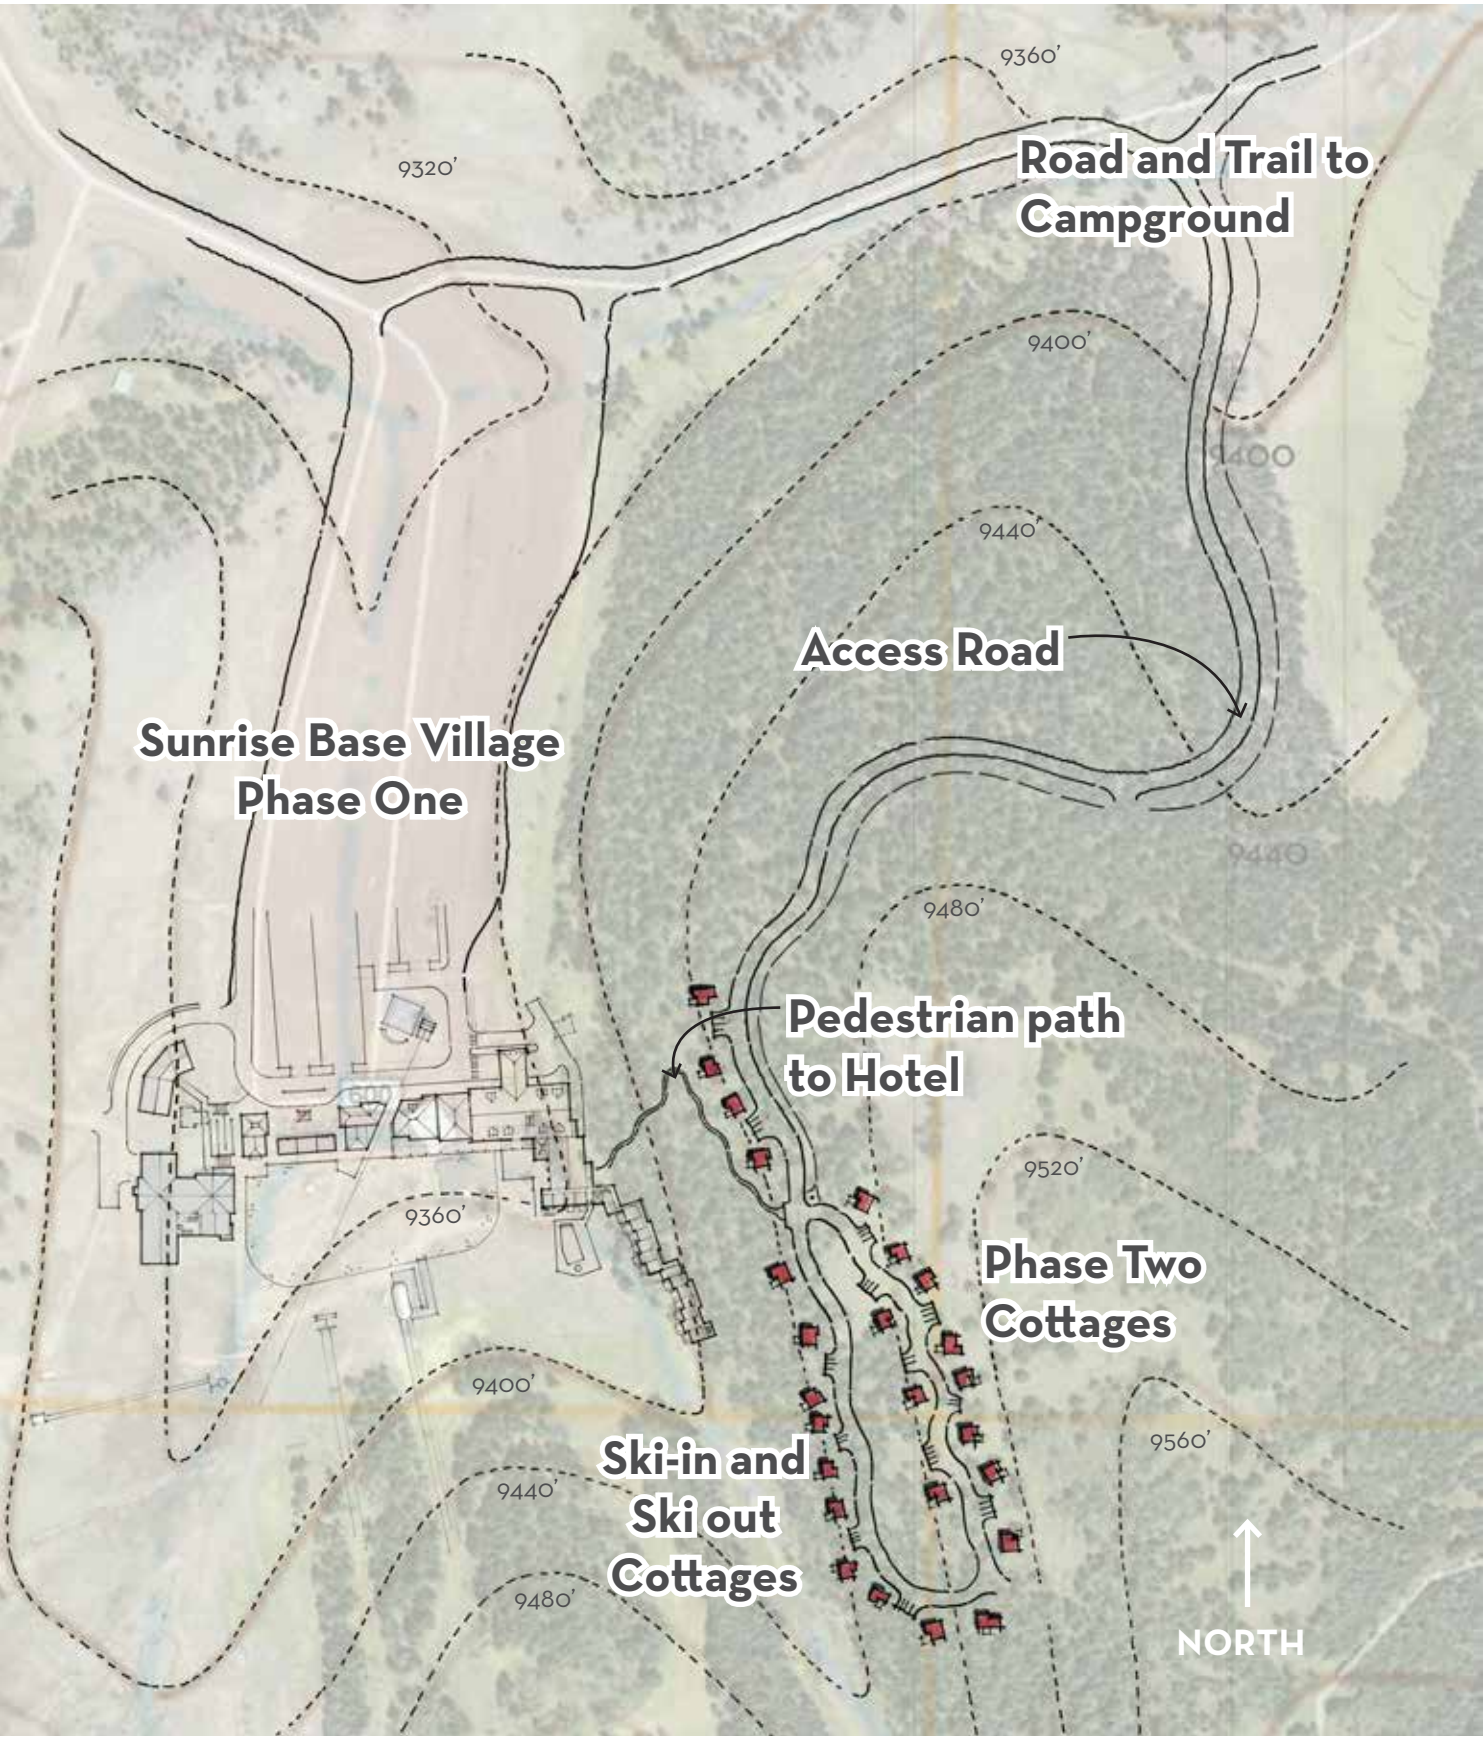 9360'
9320'
Road and Trail to
Campground
9400'
9400
9440'
Access Road
Sunrise Base Village
Phase One
9440
9480'
Pedestrian path
to Hotel
9520'
9360'
Phase Two
Cottages
9400'
9560'
Ski-in and
Ski out
Cottages
9440'
9480'
NORTH